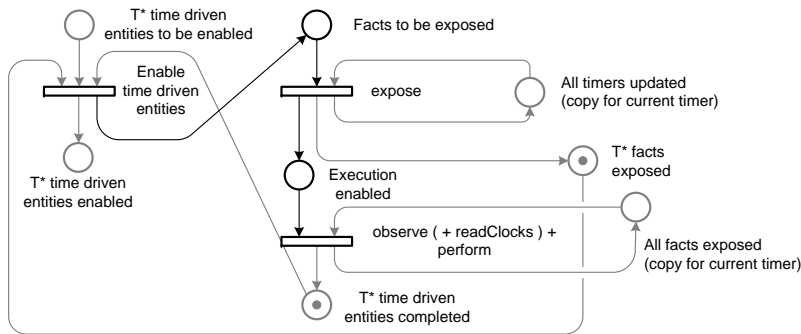 T* time driven
entities to be enabled
Facts to be exposed
Enable
time driven
entities
expose
All timers updated
(copy for current timer)
T* time driven
entities enabled
Execution
enabled
T* facts
exposed
observe ( + readClocks ) +
perform
All facts exposed
(copy for current timer)
T* time driven
entities completed